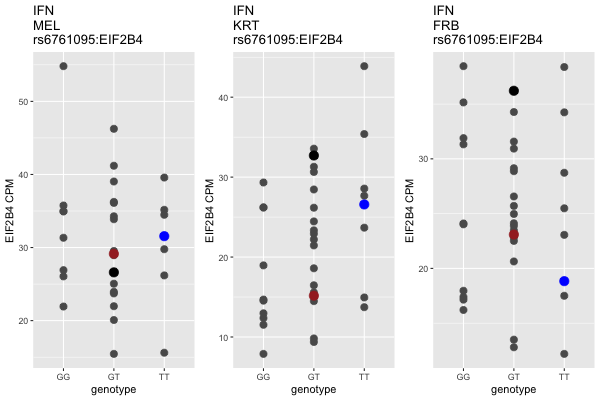 IFN
MEL
rs6761095:EIF2B4
EIF2B4 CPM
50
40
30
20
GG
GT
TT
genotype
IFN
KRT
rs6761095:EIF2B4
EIF2B4 CPM
40
30
20
10
GG
GT
TT
genotype
IFN
FRB
rs6761095:EIF2B4
EIF2B4 CPM
30
20
GG
GT
TT
genotype